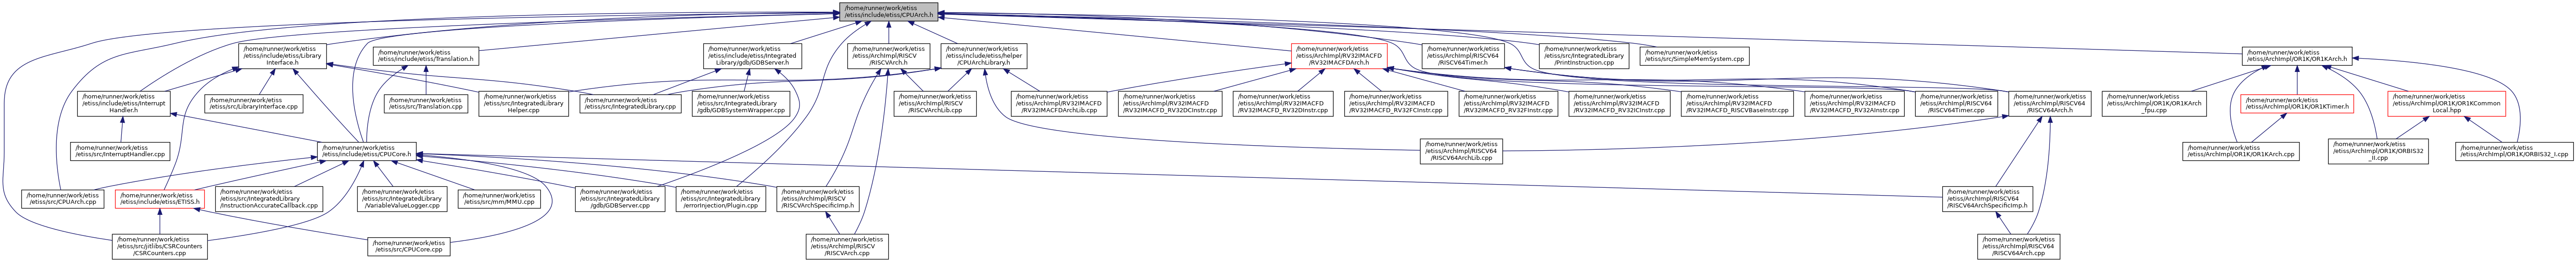 /home/runner/work/etiss
/etiss/include/etiss/CPUArch.h
/home/runner/work/etiss
/etiss/include/etiss/Library
Interface.h
/home/runner/work/etiss
/etiss/include/etiss/Translation.h
/home/runner/work/etiss
/etiss/include/etiss/Integrated
Library/gdb/GDBServer.h
/home/runner/work/etiss
/etiss/ArchImpl/RISCV
/RISCVArch.h
/home/runner/work/etiss
/etiss/include/etiss/helper
/CPUArchLibrary.h
/home/runner/work/etiss
/etiss/ArchImpl/RV32IMACFD
/RV32IMACFDArch.h
/home/runner/work/etiss
/etiss/ArchImpl/RISCV64
/RISCV64Timer.h
/home/runner/work/etiss
/etiss/src/IntegratedLibrary
/PrintInstruction.cpp
/home/runner/work/etiss
/etiss/src/SimpleMemSystem.cpp
/home/runner/work/etiss
/etiss/ArchImpl/OR1K/OR1KArch.h
/home/runner/work/etiss
/etiss/include/etiss/Interrupt
Handler.h
/home/runner/work/etiss
/etiss/src/LibraryInterface.cpp
/home/runner/work/etiss
/etiss/src/Translation.cpp
/home/runner/work/etiss
/etiss/src/IntegratedLibrary
Helper.cpp
/home/runner/work/etiss
/etiss/src/IntegratedLibrary.cpp
/home/runner/work/etiss
/etiss/src/IntegratedLibrary
/gdb/GDBSystemWrapper.cpp
/home/runner/work/etiss
/etiss/ArchImpl/RISCV
/RISCVArchLib.cpp
/home/runner/work/etiss
/etiss/ArchImpl/RV32IMACFD
/RV32IMACFDArchLib.cpp
/home/runner/work/etiss
/etiss/ArchImpl/RV32IMACFD
/RV32IMACFD_RV32DCInstr.cpp
/home/runner/work/etiss
/etiss/ArchImpl/RV32IMACFD
/RV32IMACFD_RV32DInstr.cpp
/home/runner/work/etiss
/etiss/ArchImpl/RV32IMACFD
/RV32IMACFD_RV32FCInstr.cpp
/home/runner/work/etiss
/etiss/ArchImpl/RV32IMACFD
/RV32IMACFD_RV32FInstr.cpp
/home/runner/work/etiss
/etiss/ArchImpl/RV32IMACFD
/RV32IMACFD_RV32ICInstr.cpp
/home/runner/work/etiss
/etiss/ArchImpl/RV32IMACFD
/RV32IMACFD_RISCVBaseInstr.cpp
/home/runner/work/etiss
/etiss/ArchImpl/RV32IMACFD
/RV32IMACFD_RV32AInstr.cpp
/home/runner/work/etiss
/etiss/ArchImpl/RISCV64
/RISCV64Timer.cpp
/home/runner/work/etiss
/etiss/ArchImpl/RISCV64
/RISCV64Arch.h
/home/runner/work/etiss
/etiss/ArchImpl/OR1K/OR1KArch
_fpu.cpp
/home/runner/work/etiss
/etiss/ArchImpl/OR1K/OR1KTimer.h
/home/runner/work/etiss
/etiss/ArchImpl/OR1K/OR1KCommon
Local.hpp
/home/runner/work/etiss
/etiss/src/InterruptHandler.cpp
/home/runner/work/etiss
/etiss/include/etiss/CPUCore.h
/home/runner/work/etiss
/etiss/ArchImpl/RISCV64
/RISCV64ArchLib.cpp
/home/runner/work/etiss
/etiss/ArchImpl/OR1K/OR1KArch.cpp
/home/runner/work/etiss
/etiss/ArchImpl/OR1K/ORBIS32
_II.cpp
/home/runner/work/etiss
/etiss/ArchImpl/OR1K/ORBIS32_I.cpp
/home/runner/work/etiss
/etiss/src/CPUArch.cpp
/home/runner/work/etiss
/etiss/include/etiss/ETISS.h
/home/runner/work/etiss
/etiss/src/IntegratedLibrary
/InstructionAccurateCallback.cpp
/home/runner/work/etiss
/etiss/src/IntegratedLibrary
/VariableValueLogger.cpp
/home/runner/work/etiss
/etiss/src/mm/MMU.cpp
/home/runner/work/etiss
/etiss/src/IntegratedLibrary
/gdb/GDBServer.cpp
/home/runner/work/etiss
/etiss/src/IntegratedLibrary
/errorInjection/Plugin.cpp
/home/runner/work/etiss
/etiss/ArchImpl/RISCV
/RISCVArchSpecificImp.h
/home/runner/work/etiss
/etiss/ArchImpl/RISCV64
/RISCV64ArchSpecificImp.h
/home/runner/work/etiss
/etiss/src/jitlibs/CSRCounters
/CSRCounters.cpp
/home/runner/work/etiss
/etiss/src/CPUCore.cpp
/home/runner/work/etiss
/etiss/ArchImpl/RISCV
/RISCVArch.cpp
/home/runner/work/etiss
/etiss/ArchImpl/RISCV64
/RISCV64Arch.cpp